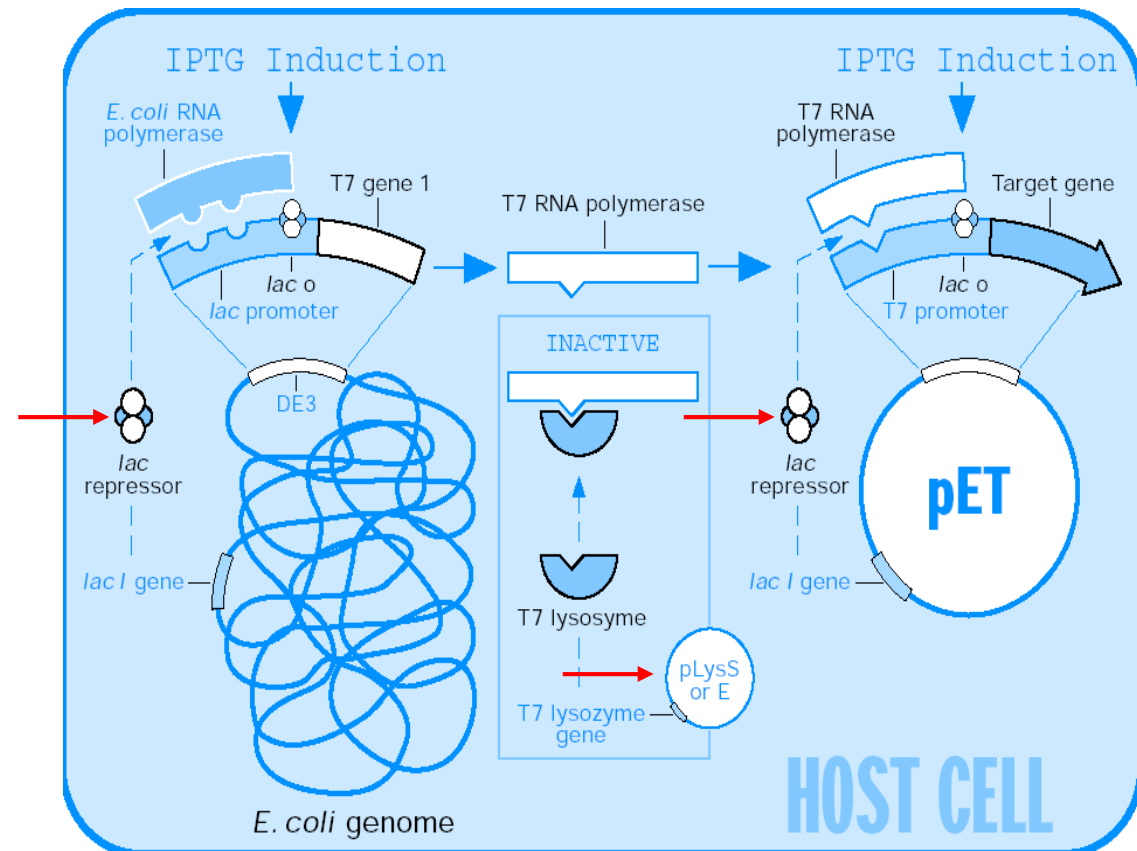 IPTG Induction
E. coli RNA
polymerase
T7 gene 1
lac o
lac promoter
DE3
lac
repressor
lac I gene
E. coli genome
T7 RNA polymerase
INACTIVE
T7 lysosyme
pLysS
or E
T7 lysozyme
gene
IPTG Induction
T7 RNA
polymerase
Target gene
lac o
T7 promoter
lac
repressor
lac I gene
pET
HOST CELL